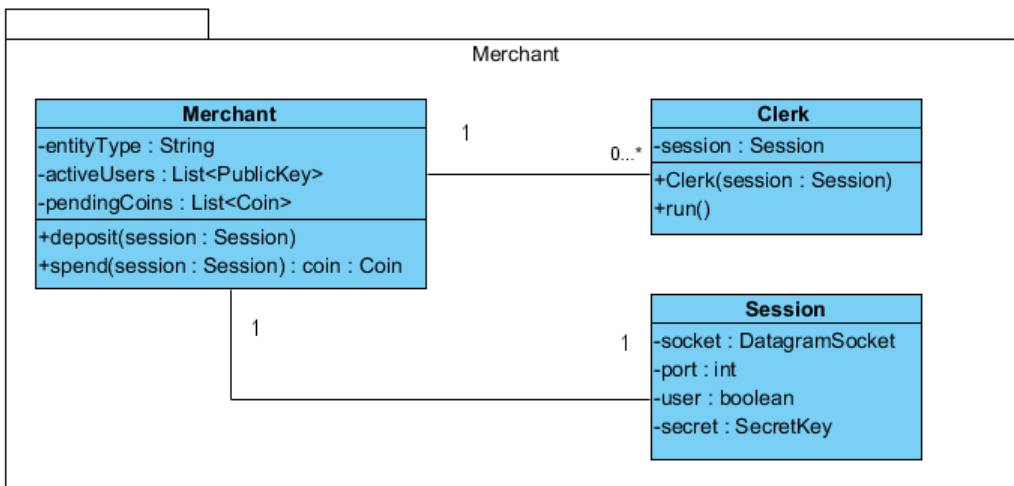 Merchant
Merchant
-entityType : String
-activeUsers : List<PublicKey>
-pendingCoins : List<Coin>
+deposit(session : Session)
+spend(session : Session) : coin : Coin
1
0...*
Clerk
-session : Session
+Clerk(session : Session)
+run()
1
1
Session
-socket : DatagramSocket
-port : int
-user : boolean
-secret : SecretKey